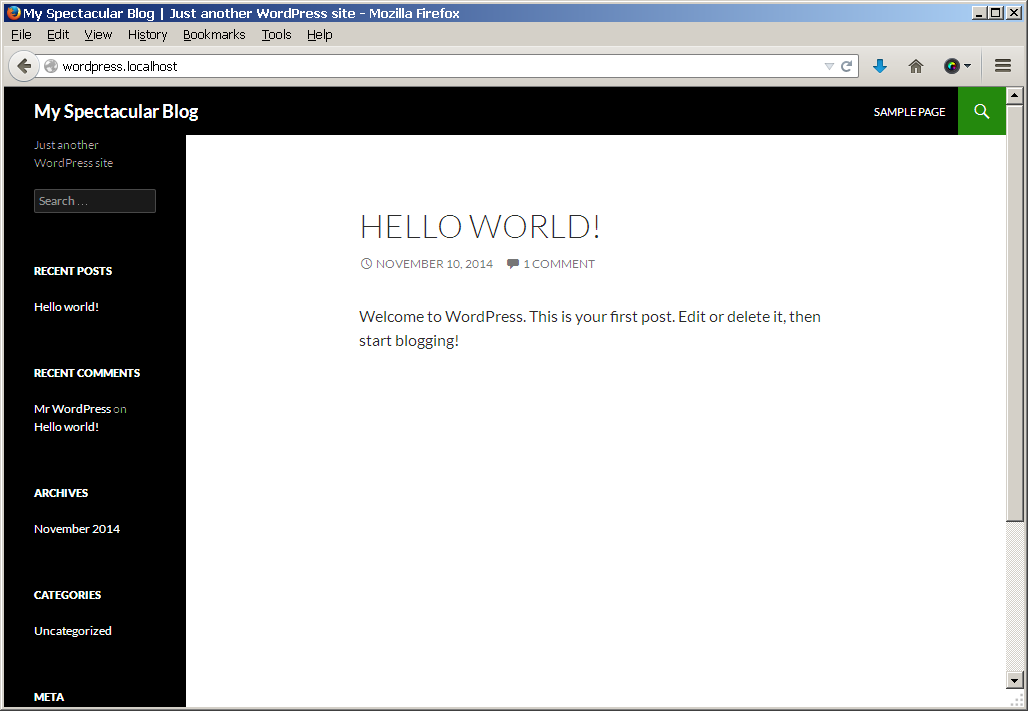 My Spectacular Blog | Just another WordPress site - Mozilla Firefox
File Edit View History Bookmarks Tools Help
wordpress.localhost
My Spectacular Blog
SAMPLE PAGE
Just another
WordPress site
Search ...
RECENT POSTS
Hello world!
RECENT COMMENTS
Mr WordPress on
Hello world!
ARCHIVES
November 2014
CATEGORIES
Uncategorized
META
HELLO WORLD!
NOVEMBER 10, 2014 1 COMMENT
Welcome to WordPress. This is your first post. Edit or delete it, then
start blogging!